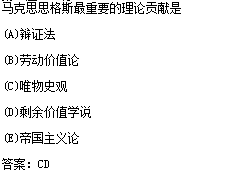 马克思恩格斯最重要的理论贡献是
(A)辩证法
(B)劳动价值论
(C)唯物史观
(D)剩余价值学说
(E)帝国主义论
答案：CD